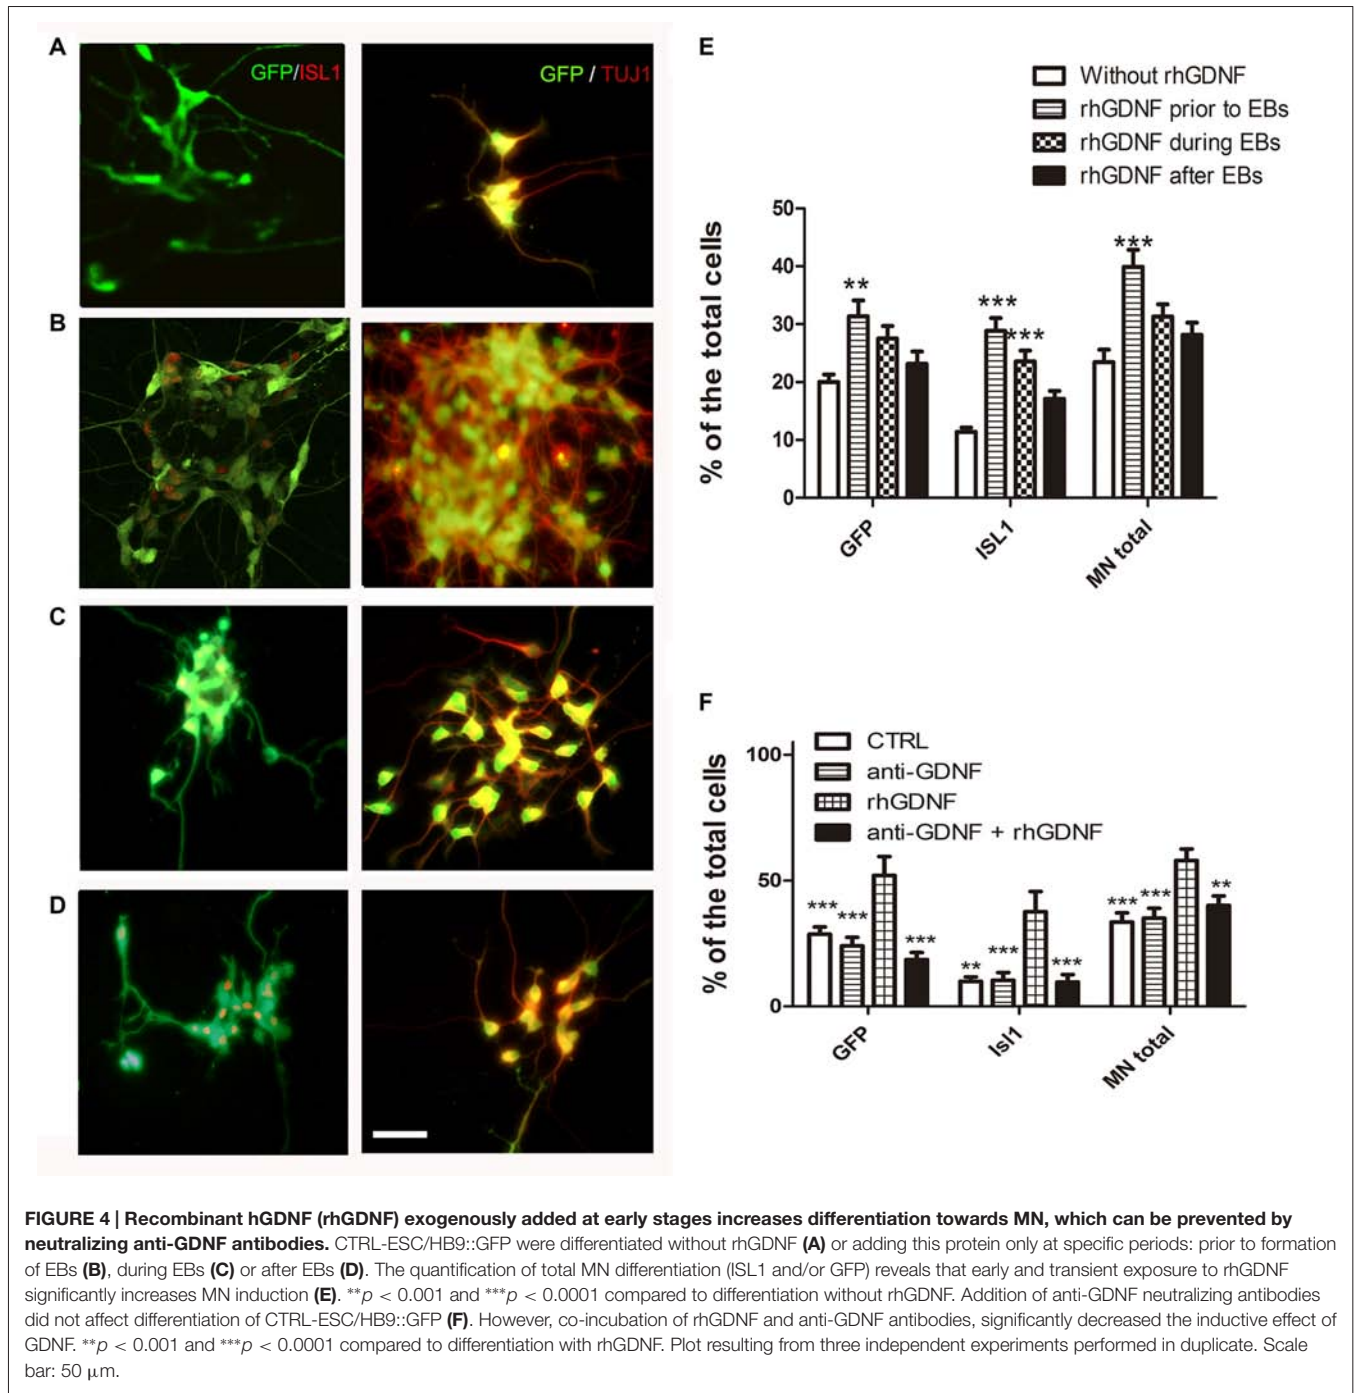 A
GFP/ISL1
GFP / TUJ1
B
C
D
E
Without rhGDNF
rhGDNF prior to EBs
rhGDNF during EBs
rhGDNF after EBs
% of the total cells
50
40
30
20
10
0
**
***
***
***
GFP
ISL1
MN total
F
CTRL
anti-GDNF
rhGDNF
anti-GDNF + rhGDNF
% of the total cells
100
50
0
***
***
***
**
***
***
***
***
**
GFP
Isl1
MN total
FIGURE 4 | Recombinant hGDNF (rhGDNF) exogenously added at early stages increases differentiation towards MN, which can be prevented by
neutralizing anti-GDNF antibodies. CTRL-ESC/HB9::GFP were differentiated without rhGDNF (A) or adding this protein only at specific periods: prior to formation
of EBs (B), during EBs (C) or after EBs (D). The quantification of total MN differentiation (ISL1 and/or GFP) reveals that early and transient exposure to rhGDNF
significantly increases MN induction (E). **p < 0.001 and ***p < 0.0001 compared to differentiation without rhGDNF. Addition of anti-GDNF neutralizing antibodies
did not affect differentiation of CTRL-ESC/HB9::GFP (F). However, co-incubation of rhGDNF and anti-GDNF antibodies, significantly decreased the inductive effect of
GDNF. **p < 0.001 and ***p < 0.0001 compared to differentiation with rhGDNF. Plot resulting from three independent experiments performed in duplicate. Scale
bar: 50 μm.